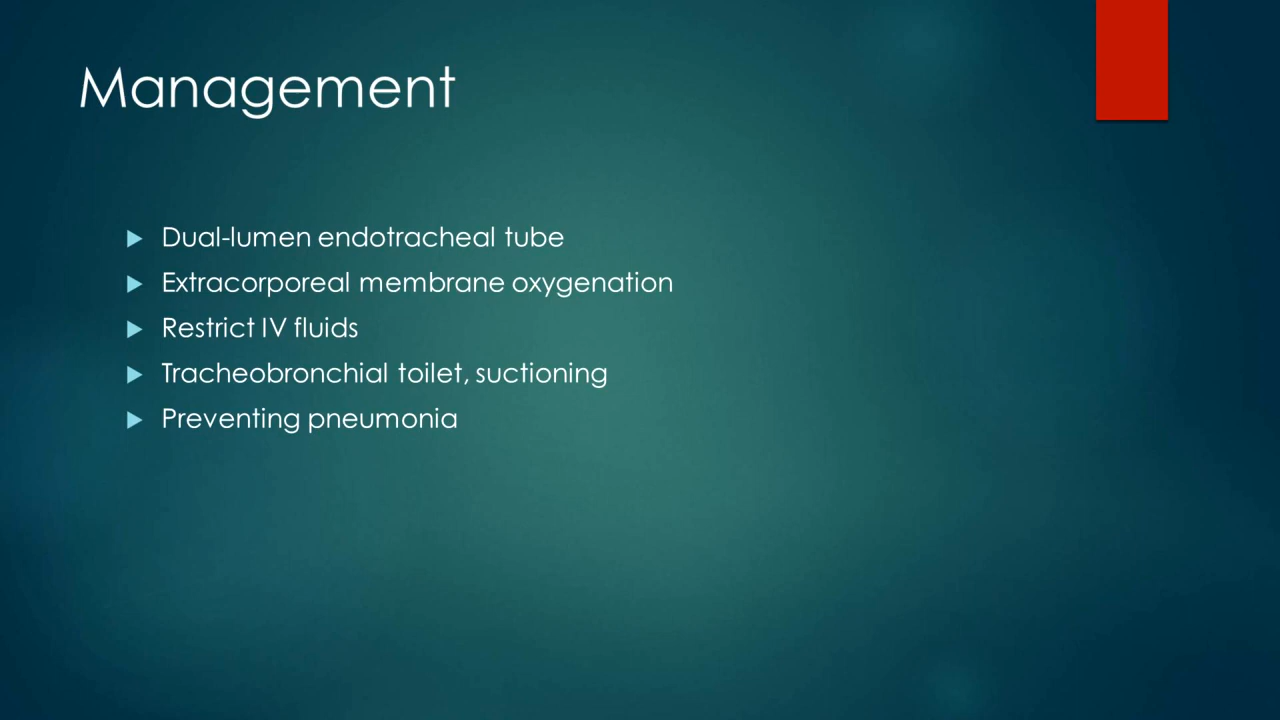 Management
Dual-lumen endotracheal tube
Extracorporeal membrane oxygenation
Restrict IV fluids
Tracheobronchial toilet, suctioning
Preventing pneumonia